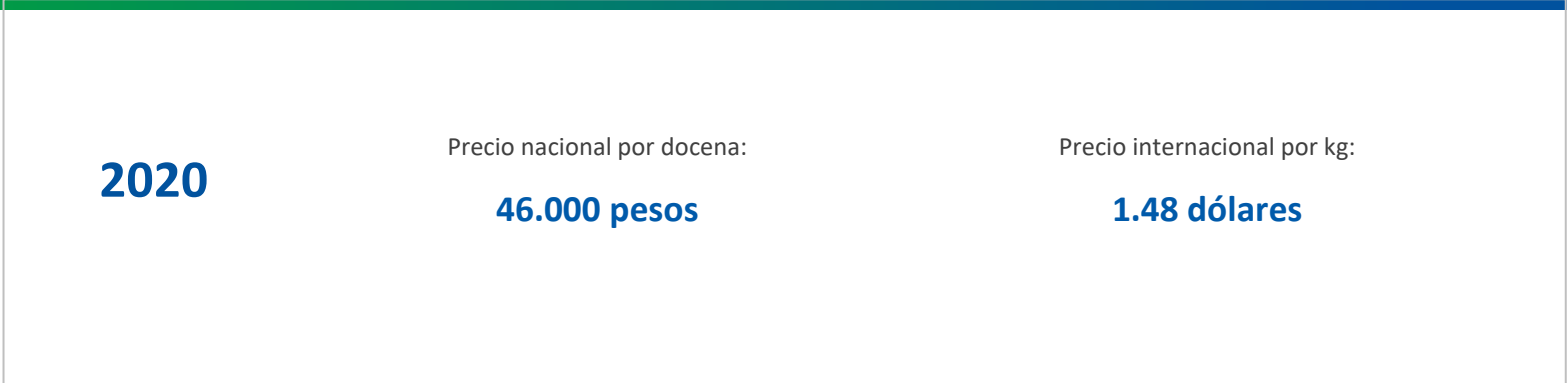 2020
Precio nacional por docena:
46.000 pesos
Precio internacional por kg:
1.48 dólares